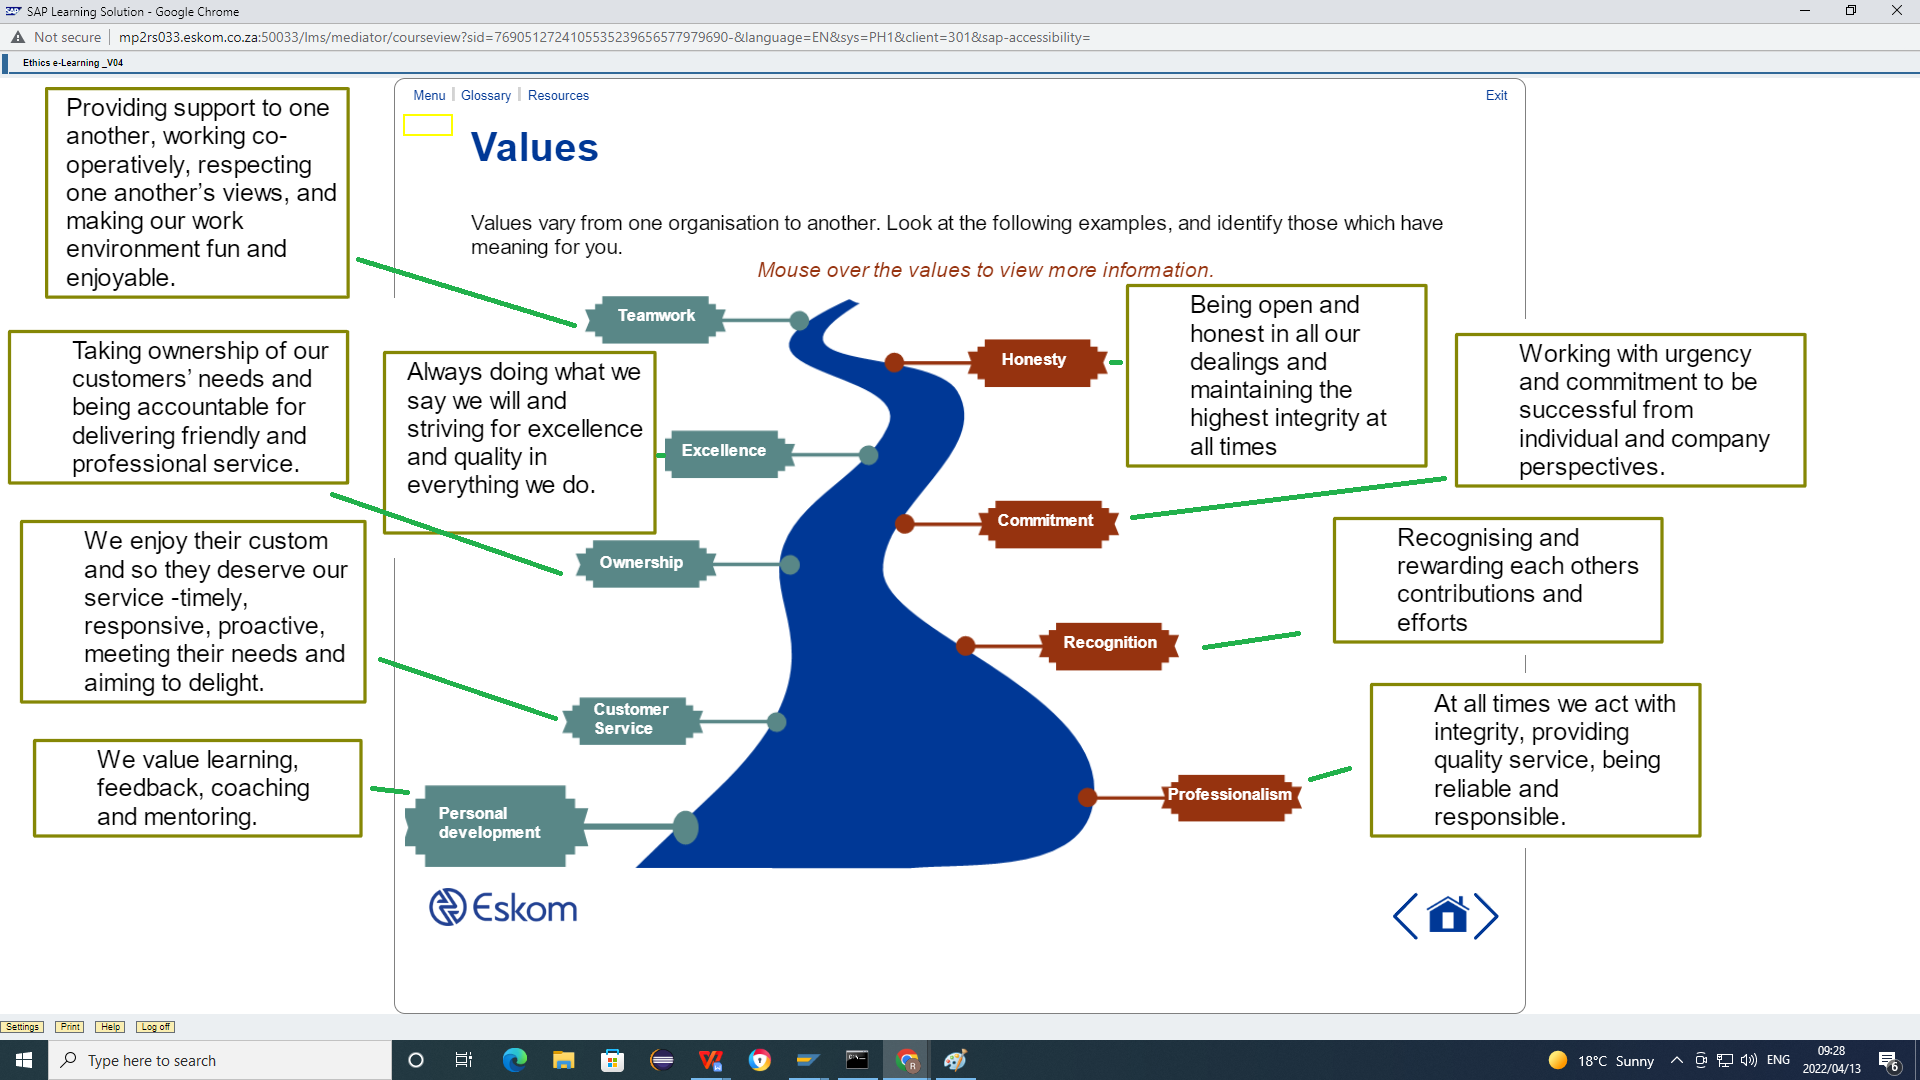 SAP Learning Solution - Google Chrome
Not secure
mp2rs033.eskom.co.za:50033/lms/mediator/courseview?sid=7690512724105535239656577979690-&language=EN&sys=PH1&client=301&sap-accessibility=
Ethics e-Learning _V04
Menu
Glossary
Resources
Exit
Values
Values vary from one organisation to another. Look at the following examples, and identify those which have
meaning for you.
Mouse over the values to view more information.
Providing support to one
another, working co-
operatively, respecting
one another’s views, and
making our work
environment fun and
enjoyable.
Teamwork
Honesty
Being open and
honest in all our
dealings and
maintaining the
highest integrity at
all times
Taking ownership of our
customers’ needs and
being accountable for
delivering friendly and
professional service.
Always doing what we
say we will and
striving for excellence
and quality in
everything we do.
Excellence
Working with urgency
and commitment to be
successful from
individual and company
perspectives.
Commitment
Ownership
We enjoy their custom
and so they deserve our
service -timely,
responsive, proactive,
meeting their needs and
aiming to delight.
Recognising and
rewarding each others
contributions and
efforts
Recognition
Customer
Service
At all times we act with
integrity, providing
quality service, being
reliable and
responsible.
Professionalism
We value learning,
feedback, coaching
and mentoring.
Personal
development
Eskom
Settings
Print
Help
Log off
Type here to search
18°C Sunny
ENG
09:28
2022/04/13
6